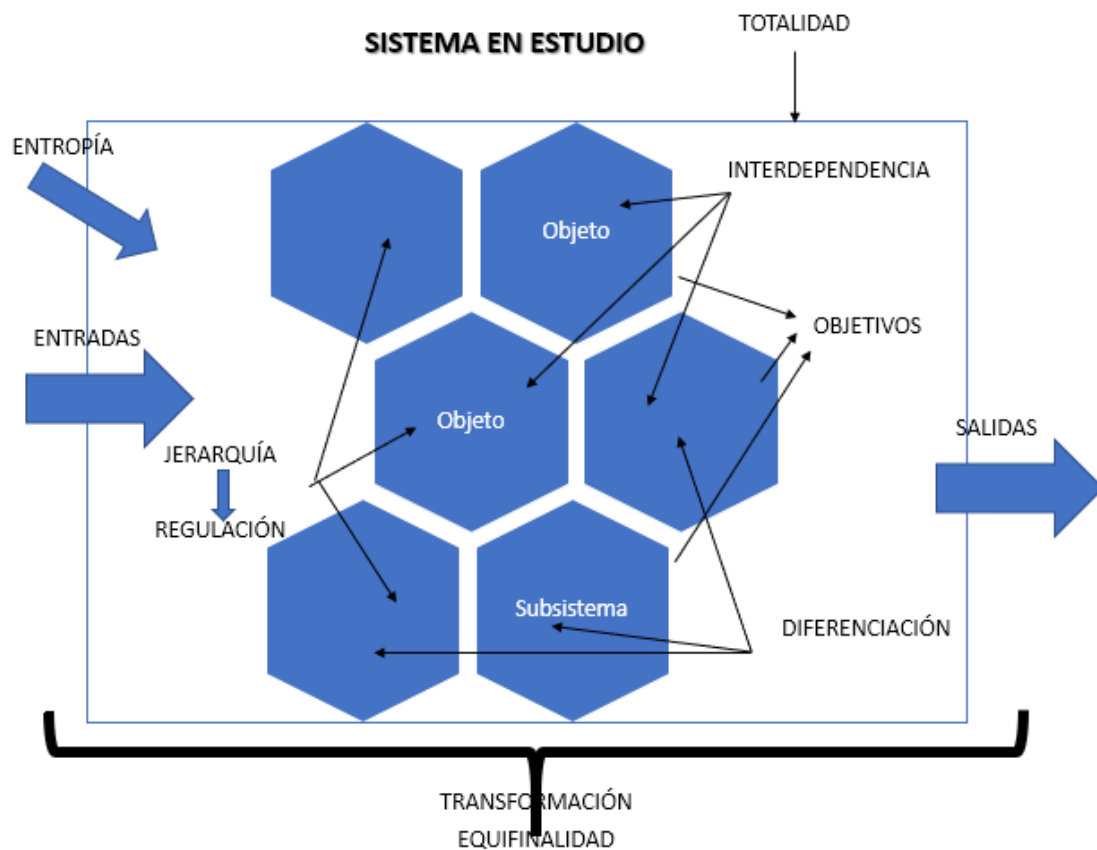 TOTALIDAD
SISTEMA EN ESTUDIO
ENTROPÍA
INTERDEPENDENCIA
Objeto
OBJETIVOS
ENTRADAS
Objeto
SALIDAS
JERARQUÍA
REGULACIÓN
Subsistema
DIFERENCIACIÓN
TRANSFORMACIÓN
EQUIFINALIDAD